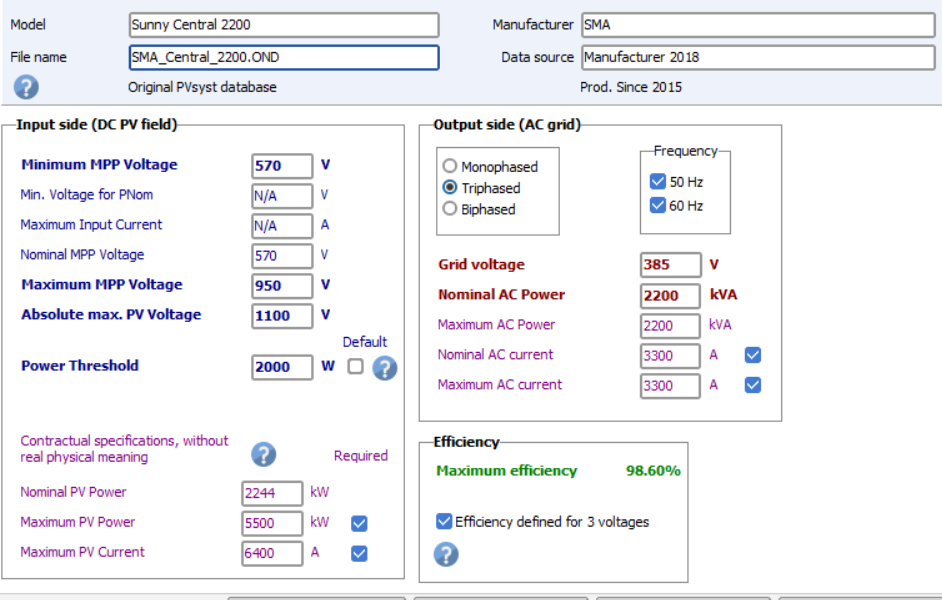 Model Sunny Central 2200 Manufacturer SMA
File name SMA_Central_2200.OND Data source Manufacturer 2018
? Original PVsyst database Prod. Since 2015
Input side (DC PV field)
Minimum MPP Voltage 570 V
Min. Voltage for PNom N/A V
Maximum Input Current N/A A
Nominal MPP Voltage 570 V
Maximum MPP Voltage 950 V
Absolute max. PV Voltage 1100 V
Default
Power Threshold 2000 W ?
Contractual specifications, without
real physical meaning ? Required
Nominal PV Power 2244 kW
Maximum PV Power 5500 kW
Maximum PV Current 6400 A
Output side (AC grid)
Monophased
Triphased
Biphased
Frequency
50 Hz
60 Hz
Grid voltage 385 V
Nominal AC Power 2200 kVA
Maximum AC Power 2200 kVA
Nominal AC current 3300 A
Maximum AC current 3300 A
Efficiency
Maximum efficiency 98.60%
Efficiency defined for 3 voltages
?